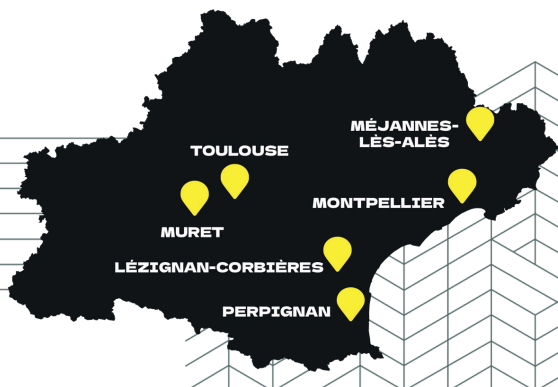 MÉJANNES-
LÈS-ALÈS
TOULOUSE
MONTPELLIER
MURET
LÉZIGNAN-CORBIÈRES
PERPIGNAN